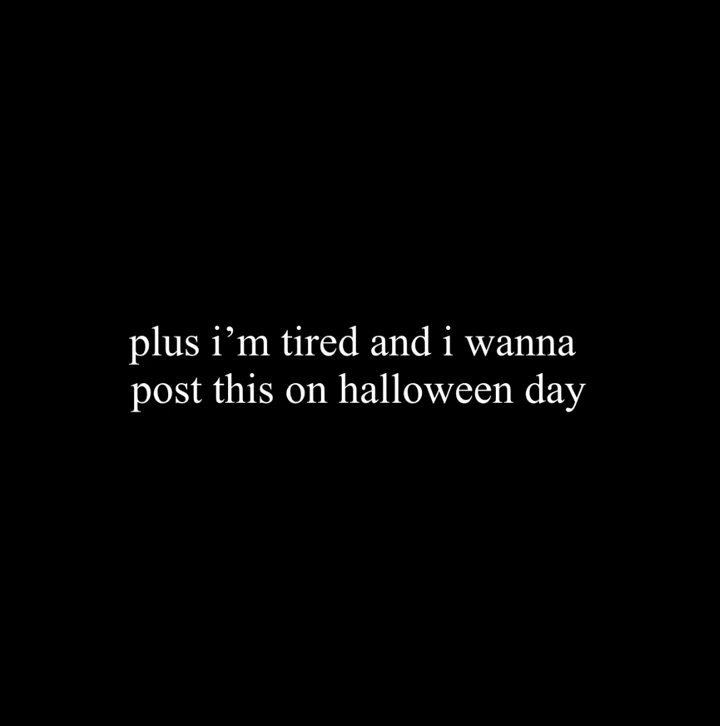 plus i’m tired and i wanna
post this on halloween day